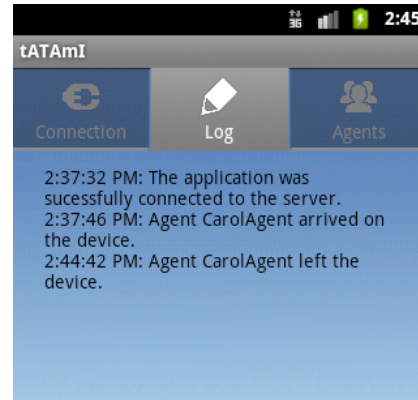 3G 2:45
tATAmI
Connection Log Agents
2:37:32 PM: The application was
sucessfully connected to the server.
2:37:46 PM: Agent CarolAgent arrived on
the device.
2:44:42 PM: Agent CarolAgent left the
device.